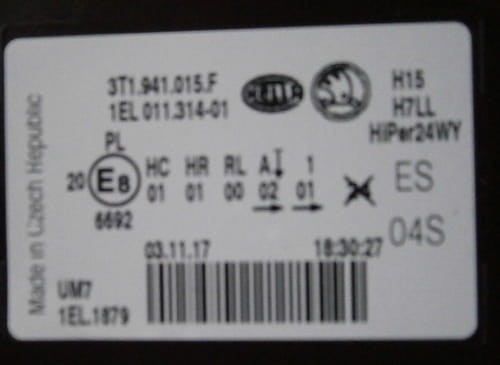 3T1.941.015.F
1EL 011.314-01
HELLA
H15
H7LL
HiPer24WY
PL
20 E8
6692
HC HR RL A 1
01 01 00 02 01
ES
04S
03.11.17 18:30:27
UM7
1EL.1879
Made in Czech Republic